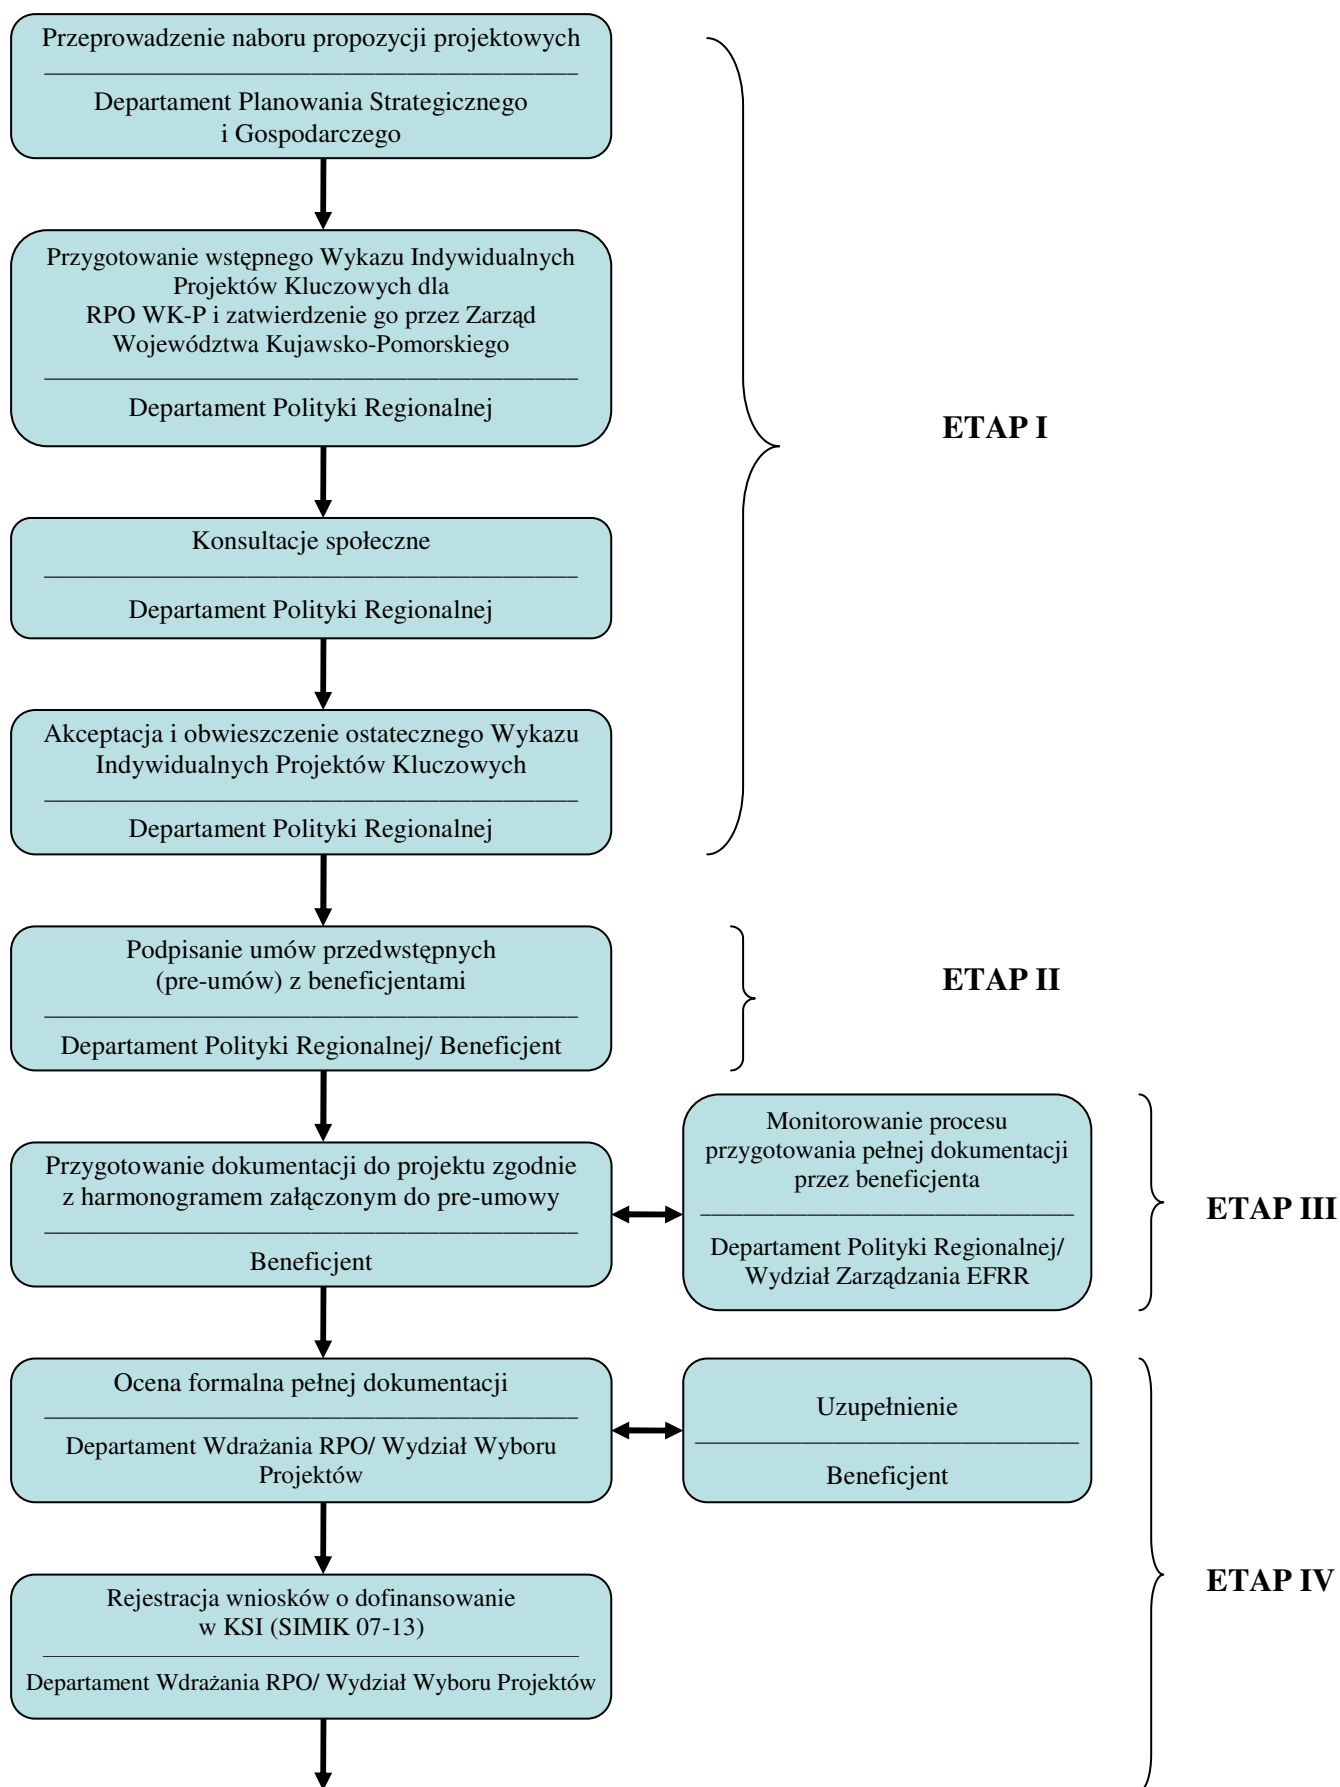 Przeprowadzenie naboru propozycji projektowych
Departament Planowania Strategicznego
i Gospodarczego
Przygotowanie wstępnego Wykazu Indywidualnych
Projektów Kluczowych dla
RPO WK-P i zatwierdzenie go przez Zarząd
Województwa Kujawsko-Pomorskiego
Departament Polityki Regionalnej
ETAP I
Konsultacje społeczne
Departament Polityki Regionalnej
Akceptacja i obwieszczenie ostatecznego Wykazu
Indywidualnych Projektów Kluczowych
Departament Polityki Regionalnej
Podpisanie umów przedwstępnych
(pre-umów) z beneficjentami
Departament Polityki Regionalnej/ Beneficjent
ETAP II
Przygotowanie dokumentacji do projektu zgodnie
z harmonogramem załączonym do pre-umowy
Beneficjent
Monitorowanie procesu
przygotowania pełnej dokumentacji
przez beneficjenta
Departament Polityki Regionalnej/
Wydział Zarządzania EFRR
ETAP III
Ocena formalna pełnej dokumentacji
Departament Wdrażania RPO/ Wydział Wyboru
Projektów
Uzupełnienie
Beneficjent
Rejestracja wniosków o dofinansowanie
w KSI (SIMIK 07-13)
Departament Wdrażania RPO/ Wydział Wyboru Projektów
ETAP IV